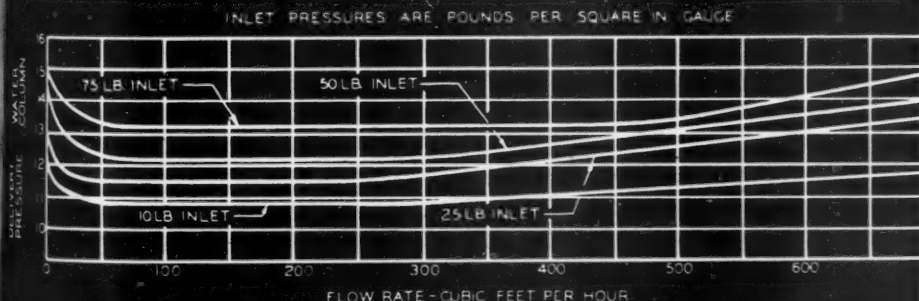 INLET PRESSURES ARE POUNDS PER SQUARE IN GAUGE
16
15
14
13
12
11
10
DELIVERY PRESSURE
WATER COLUMN
75 LB. INLET
50 LB. INLET
10 LB INLET
25 LB INLET
0 100 200 300 400 500 600
FLOW RATE - CUBIC FEET PER HOUR